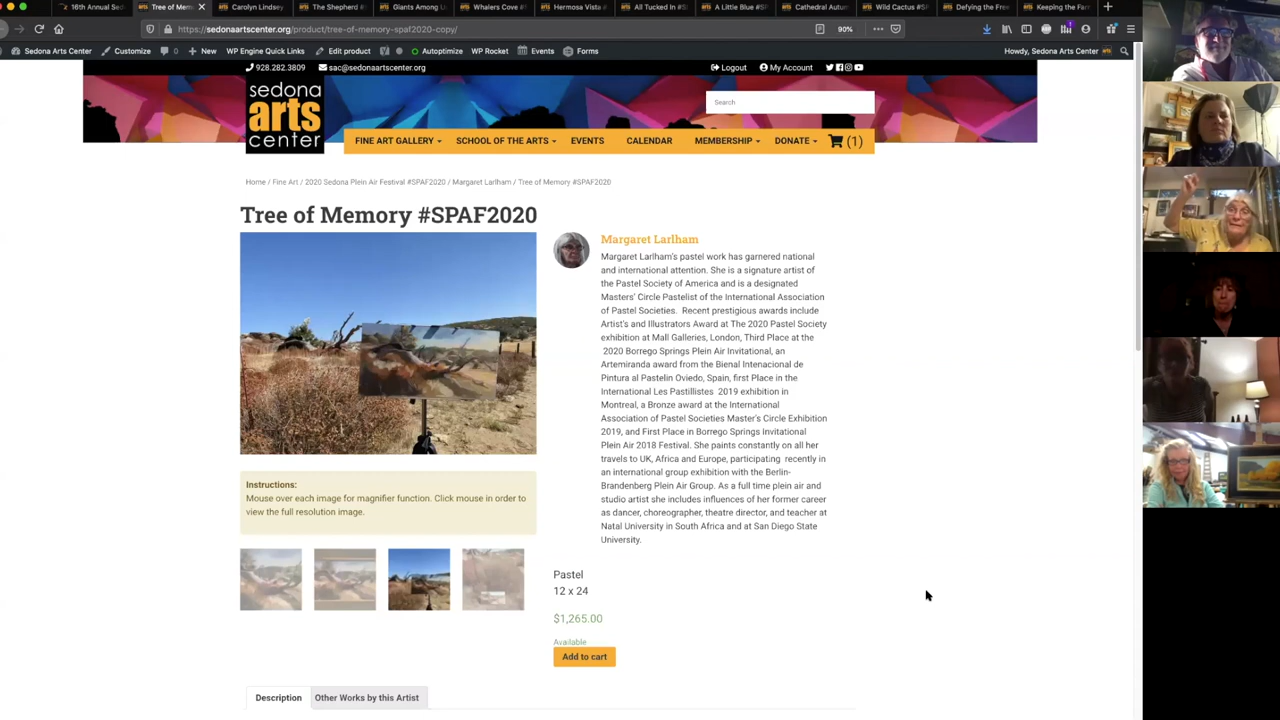 16th Annual Sed
Tree of Mem
Carolyn Lindsey
The Shepherd #
Giants Among U
Whalers Cove #
Hermosa Vista #
All Tucked In #S
A Little Blue #SP
Cathedral Autum
Wild Cactus #SP
Defying the Free
Keeping the Farm
https://sedonaartscenter.org/product/tree-of-memory-spaf2020-copy/
90%
Sedona Arts Center
Customize
0
New
WP Engine Quick Links
Edit product
Autoptimize
WP Rocket
Events
Forms
Howdy, Sedona Arts Center
928.282.3809
sac@sedonaartscenter.org
Logout
My Account
sedona
arts
center
Search
FINE ART GALLERY
SCHOOL OF THE ARTS
EVENTS
CALENDAR
MEMBERSHIP
DONATE
(1)
Home / Fine Art / 2020 Sedona Plein Air Festival #SPAF2020 / Margaret Larlham / Tree of Memory #SPAF2020
Tree of Memory #SPAF2020
Margaret Larlham
Margaret Larlham's pastel work has garnered national
and international attention. She is a signature artist of
the Pastel Society of America and is a designated
Masters' Circle Pastelist of the International Association
of Pastel Societies. Recent prestigious awards include
Artist's and Illustrators Award at The 2020 Pastel Society
exhibition at Mall Galleries, London, Third Place at the
2020 Borrego Springs Plein Air Invitational, an
Artemiranda award from the Bienal Intenacional de
Pintura al Pastelin Oviedo, Spain, first Place in the
International Les Pastillistes 2019 exhibition in
Montreal, a Bronze award at the International
Association of Pastel Societies Master's Circle Exhibition
2019, and First Place in Borrego Springs Invitational
Plein Air 2018 Festival. She paints constantly on all her
travels to UK, Africa and Europe, participating recently in
an international group exhibition with the Berlin-
Brandenberg Plein Air Group. As a full time plein air and
studio artist she includes influences of her former career
as dancer, choreographer, theatre director, and teacher at
Natal University in South Africa and at San Diego State
University.
Instructions:
Mouse over each image for magnifier function. Click mouse in order to
view the full resolution image.
Pastel
12 x 24
$1,265.00
Available
Add to cart
Description
Other Works by this Artist